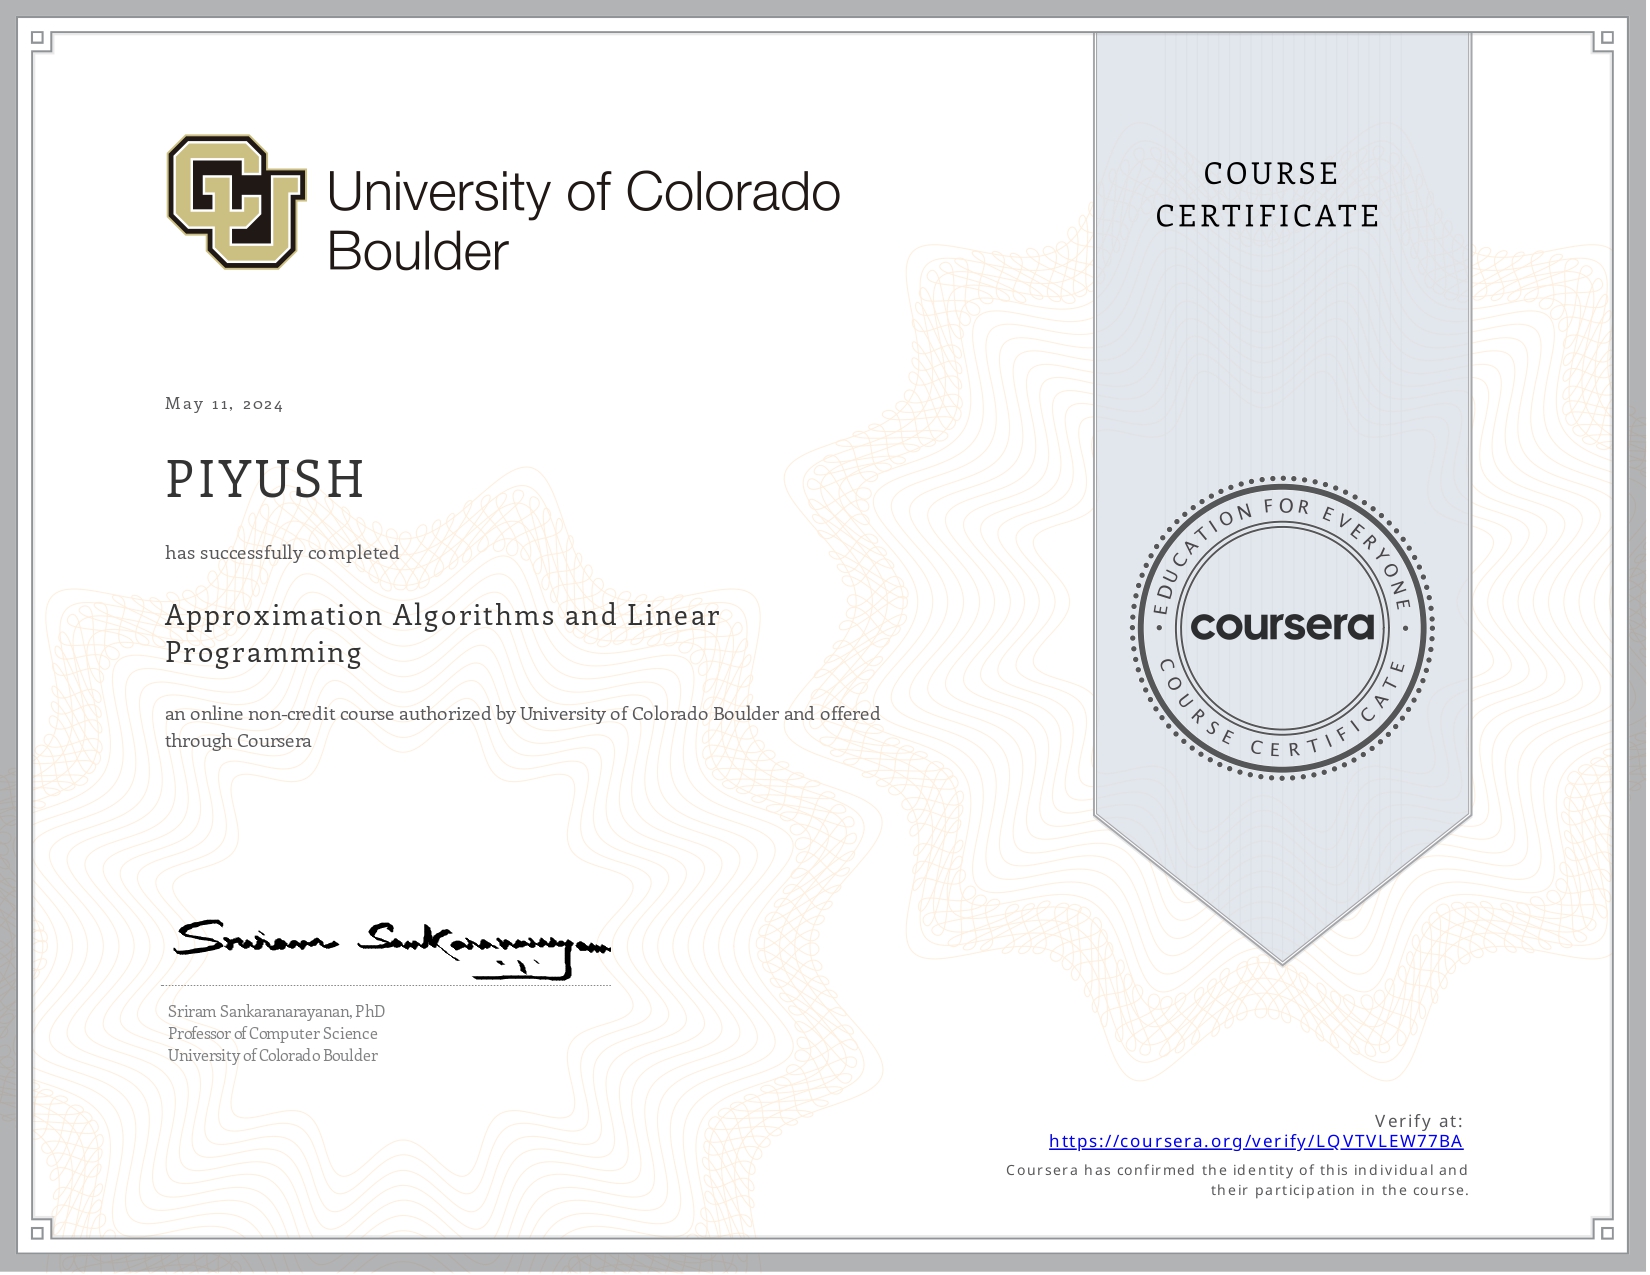 University of Colorado
Boulder
COURSE
CERTIFICATE
May 11, 2024
PIYUSH
has successfully completed
Approximation Algorithms and Linear
Programming
an online non-credit course authorized by University of Colorado Boulder and offered
through Coursera
EDUCATION FOR EVERYONE
coursera
COURSE CERTIFICATE
Sriram Sankaranarayanan
Sriram Sankaranarayanan, PhD
Professor of Computer Science
University of Colorado Boulder
Verify at:
https://coursera.org/verify/LQVTVLEW77BA
Coursera has confirmed the identity of this individual and
their participation in the course.